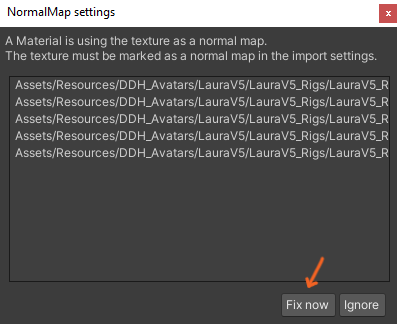 NormalMap settings
x
A Material is using the texture as a normal map.
The texture must be marked as a normal map in the import settings.
Assets/Resources/DDH_Avatars/LauraV5/LauraV5_Rigs/LauraV5_R
Assets/Resources/DDH_Avatars/LauraV5/LauraV5_Rigs/LauraV5_R
Assets/Resources/DDH_Avatars/LauraV5/LauraV5_Rigs/LauraV5_R
Assets/Resources/DDH_Avatars/LauraV5/LauraV5_Rigs/LauraV5_R
Assets/Resources/DDH_Avatars/LauraV5/LauraV5_Rigs/LauraV5_R
Fix now Ignore